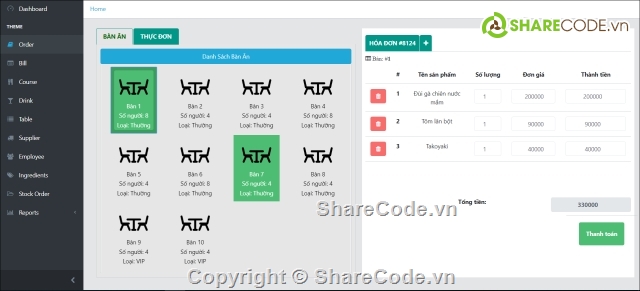 Dashboard
THEME
Order
Bill
Course
Drink
Table
Supplier
Employee
Ingredients
Stock Order
Reports
Home
SHARECODE.vn
BÀN ĂN
THỰC ĐƠN
Danh Sách Bàn Ăn
Bàn 1
Số người: 8
Loại: Thường
Bàn 2
Số người: 4
Loại: Thường
Bàn 3
Số người: 4
Loại: Thường
Bàn 4
Số người: 8
Loại: Thường
Bàn 5
Số người: 4
Loại: Thường
Bàn 6
Số người: 8
Loại: Thường
Bàn 7
Số người: 4
Loại: Thường
Bàn 8
Số người: 4
Loại: Thường
Bàn 9
Số người: 4
Loại: VIP
Bàn 10
Số người: 4
Loại: VIP
HÓA ĐƠN #8124 +
Bàn: #1
# Tên sản phẩm Số lượng Đơn giá Thành tiền
1 Đùi gà chiên nước mắm 1 200000 200000
2 Tôm lăn bột 1 90000 90000
3 Takoyaki 1 40000 40000
Tổng tiền: 330000
Thanh toán
ShareCode.vn
Copyright © ShareCode.vn